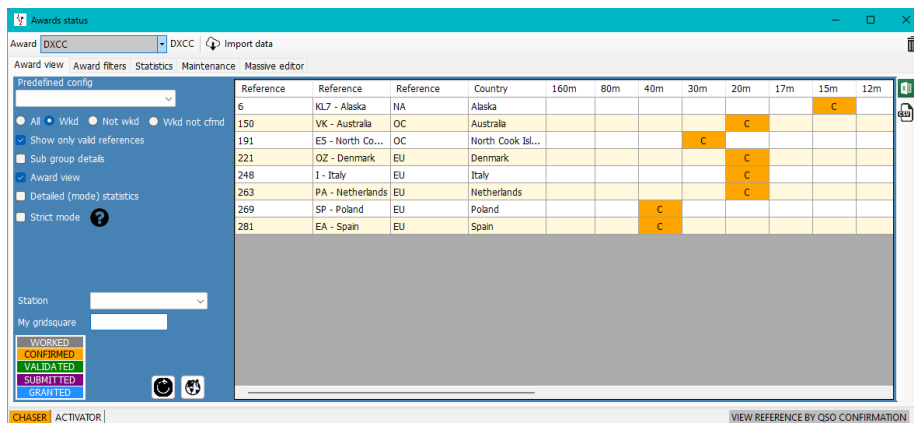 Awards status
Award DXCC DXCC Import data
Award view Award filters Statistics Maintenance Massive editor
Predefined config
All Wkd Not wkd Wkd not cfmd
Show only valid references
Sub group details
Award view
Detailed (mode) statistics
Strict mode ?
Station
My gridsquare
WORKED
CONFIRMED
VALIDATED
SUBMITTED
GRANTED
Reference Reference Reference Country 160m 80m 40m 30m 20m 17m 15m 12m
6 KL7 - Alaska NA Alaska C
150 VK - Australia OC Australia C
191 E5 - North Co... OC North Cook Isl... C
221 OZ - Denmark EU Denmark C
248 I - Italy EU Italy C
263 PA - Netherlands EU Netherlands C
269 SP - Poland EU Poland C
281 EA - Spain EU Spain C
CSV
CHASER ACTIVATOR VIEW REFERENCE BY QSO CONFIRMATION